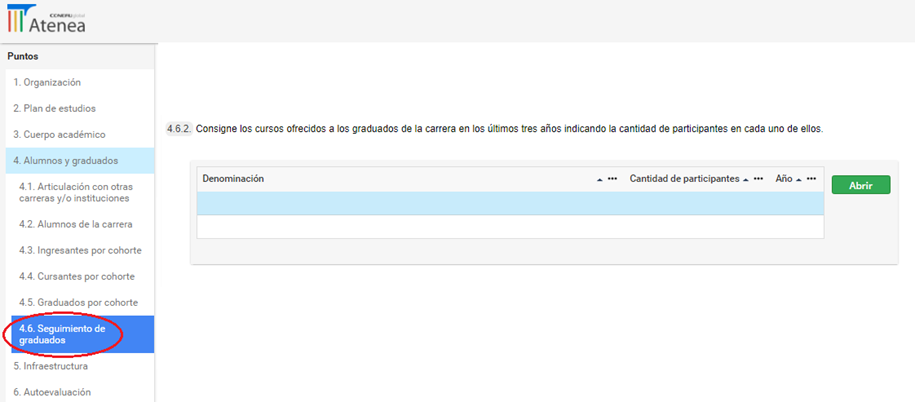 CONEAU global
Atenea
Puntos
1. Organización
2. Plan de estudios
3. Cuerpo académico
4. Alumnos y graduados
4.1. Articulación con otras
carreras y/o instituciones
4.2. Alumnos de la carrera
4.3. Ingresantes por cohorte
4.4. Cursantes por cohorte
4.5. Graduados por cohorte
4.6. Seguimiento de
graduados
5. Infraestructura
6. Autoevaluación
4.6.2. Consigne los cursos ofrecidos a los graduados de la carrera en los últimos tres años indicando la cantidad de participantes en cada uno de ellos.
Denominación Cantidad de participantes Año
Abrir